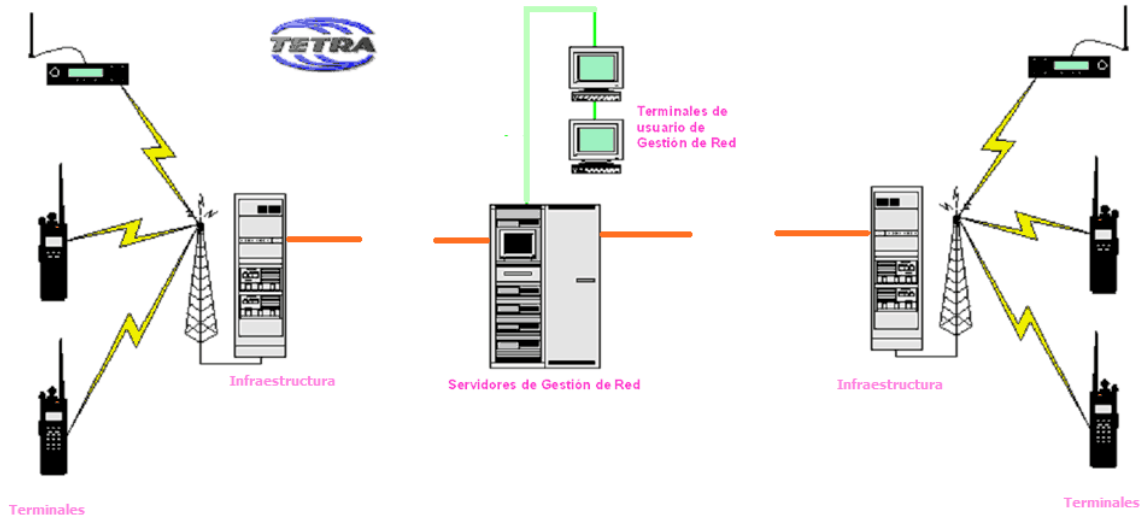 TETRA
Terminales de
usuario de
Gestión de Red
Infraestructura
Servidores de Gestión de Red
Infraestructura
Terminales
Terminales